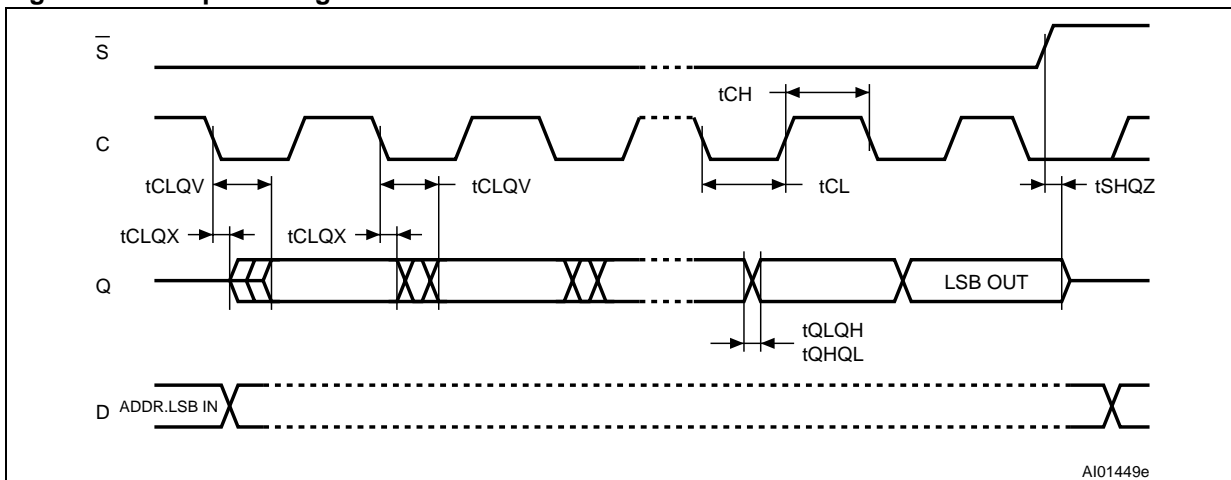 S
tCH
C
tCLQV
tCLQV
tCL
tSHQZ
tCLQX
tCLQX
Q
LSB OUT
tQLQH
tQHQL
D
ADDR.LSB IN
AI01449e